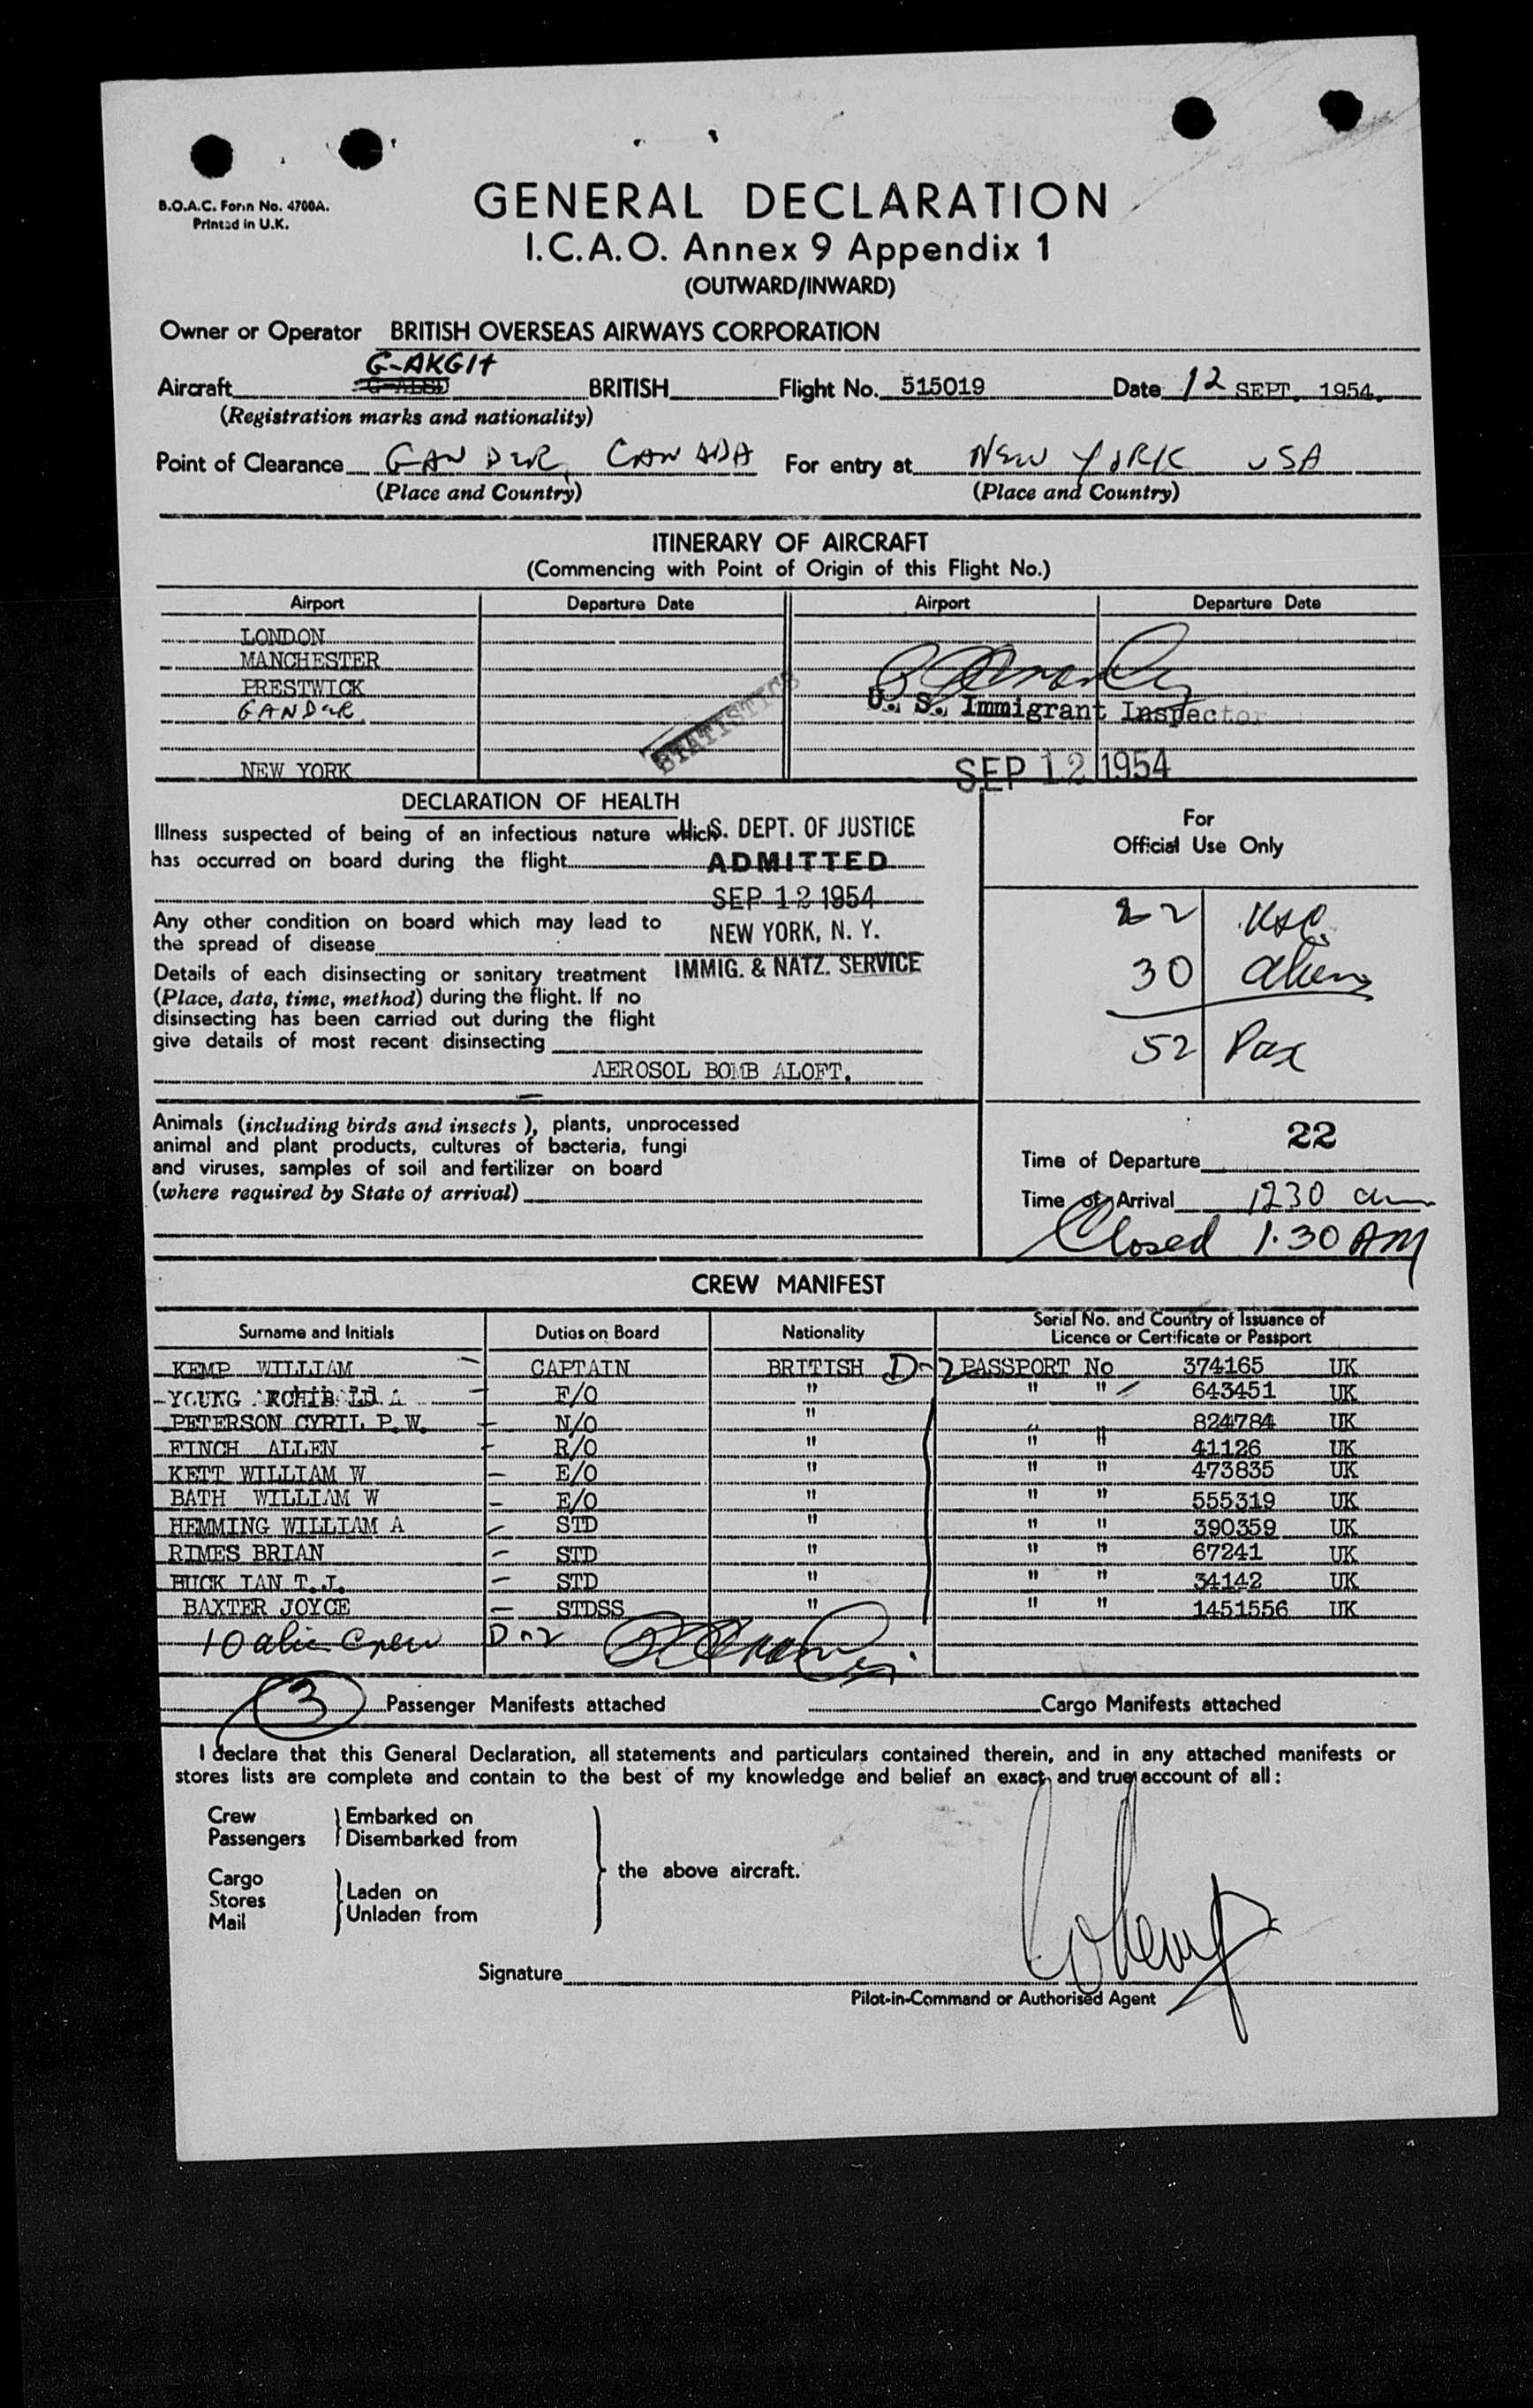 B.O.A.C. Form No. 4700A.
Printed in U.K.
GENERAL DECLARATION
I.C.A.O. Annex 9 Appendix 1
(OUTWARD/INWARD)
Owner or Operator BRITISH OVERSEAS AIRWAYS CORPORATION
G-AKGH
Aircraft BRITISH Flight No. 515019 Date 12 SEPT. 1954.
(Registration marks and nationality)
Point of Clearance GANDER, CANADA For entry at NEW YORK USA
(Place and Country) (Place and Country)
ITINERARY OF AIRCRAFT
(Commencing with Point of Origin of this Flight No.)
Airport Departure Date Airport Departure Date
LONDON
MANCHESTER
PRESTWICK
GANDER
U. S. Immigrant Inspector
STATISTICS
NEW YORK
SEP 12 1954
DECLARATION OF HEALTH
Illness suspected of being of an infectious nature which
has occurred on board during the flight
U.S. DEPT. OF JUSTICE
ADMITTED
SEP 12 1954
NEW YORK, N. Y.
IMMIG. & NATZ. SERVICE
Any other condition on board which may lead to
the spread of disease
Details of each disinsecting or sanitary treatment
(Place, date, time, method) during the flight. If no
disinsecting has been carried out during the flight
give details of most recent disinsecting
AEROSOL BOMB ALOFT.
For
Official Use Only
22 USC.
30 aliens
52 Pax
Animals (including birds and insects), plants, unprocessed
animal and plant products, cultures of bacteria, fungi
and viruses, samples of soil and fertilizer on board
(where required by State of arrival)
22
Time of Departure
Time of Arrival 1230 am
Closed 1.30 AM
CREW MANIFEST
Surname and Initials Duties on Board Nationality Serial No. and Country of Issuance of
Licence or Certificate or Passport
KEMP WILLIAM CAPTAIN BRITISH D-2 PASSPORT No 374165 UK
YOUNG ARCHIBALD A F/O " " " 643451 UK
PETERSON CYRIL P.W. N/O " " " 824784 UK
FINCH ALLEN R/O " " " 41126 UK
KETT WILLIAM W E/O " " " 473835 UK
BATH WILLIAM W E/O " " " 555319 UK
HEMMING WILLIAM A STD " " " 390359 UK
RIMES BRIAN STD " " " 67241 UK
BUCK IAN T.J. STD " " " 34142 UK
BAXTER JOYCE STDSS " " " 1451556 UK
10 alien Crew D-2
3 Passenger Manifests attached Cargo Manifests attached
I declare that this General Declaration, all statements and particulars contained therein, and in any attached manifests or
stores lists are complete and contain to the best of my knowledge and belief an exact and true account of all:
Crew
Passengers
Embarked on
Disembarked from
Cargo
Stores
Mail
Laden on
Unladen from
the above aircraft.
Signature
Pilot-in-Command or Authorised Agent